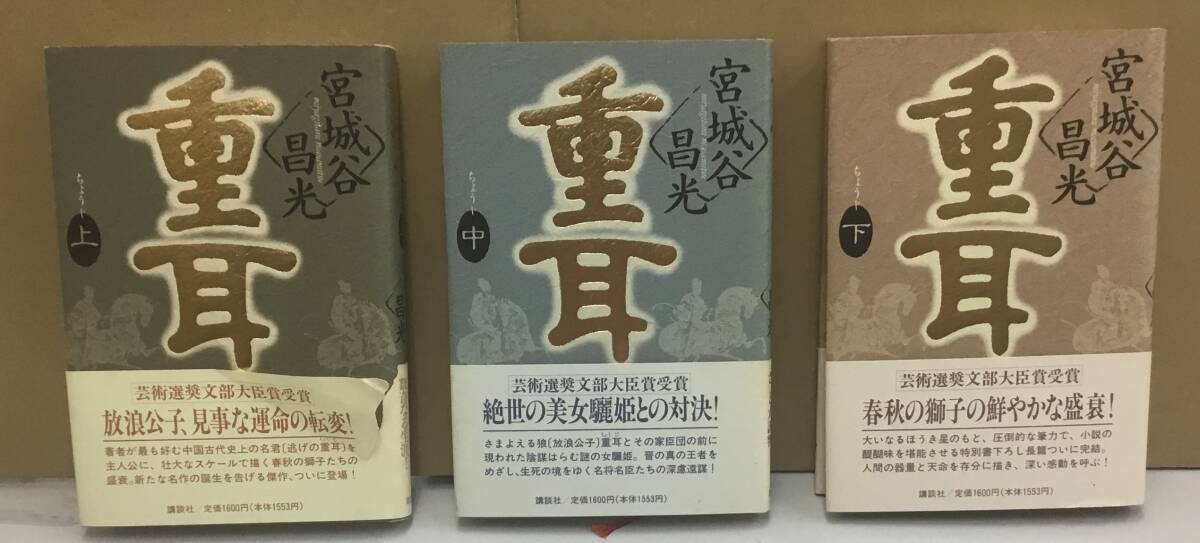 重耳
宮城谷
昌光
ちょうじ
上
芸術選奨文部大臣賞受賞
放浪公子、見事な運命の転変!
著者が最も好む中国古代史上の名君(逃げの重耳)を
主人公に、壮大なスケールで描く春秋の獅子たちの
盛衰。新たな名作の誕生を告げる傑作、ついに登場!
講談社/定価1600円(本体1553円)
重耳
宮城谷
昌光
ちょうじ
中
芸術選奨文部大臣賞受賞
絶世の美女驪姫との対決!
さまよえる狼(放浪公子)重耳とその家臣団の前に
現われた陰謀はらむ謎の女驪姫。晋の真の王者を
めざし、生死の境をゆく名将名臣たちの深慮遠謀!
講談社/定価1600円(本体1553円)
重耳
宮城谷
昌光
ちょうじ
下
芸術選奨文部大臣賞受賞
春秋の獅子の鮮やかな盛衰!
大いなるほうき星のもと、圧倒的な筆力で、小説の
醍醐味を堪能させる特別書下ろし長篇ついに完結。
人間の器量と天命を存分に描き、深い感動を呼ぶ!
講談社/定価1600円(本体1553円)